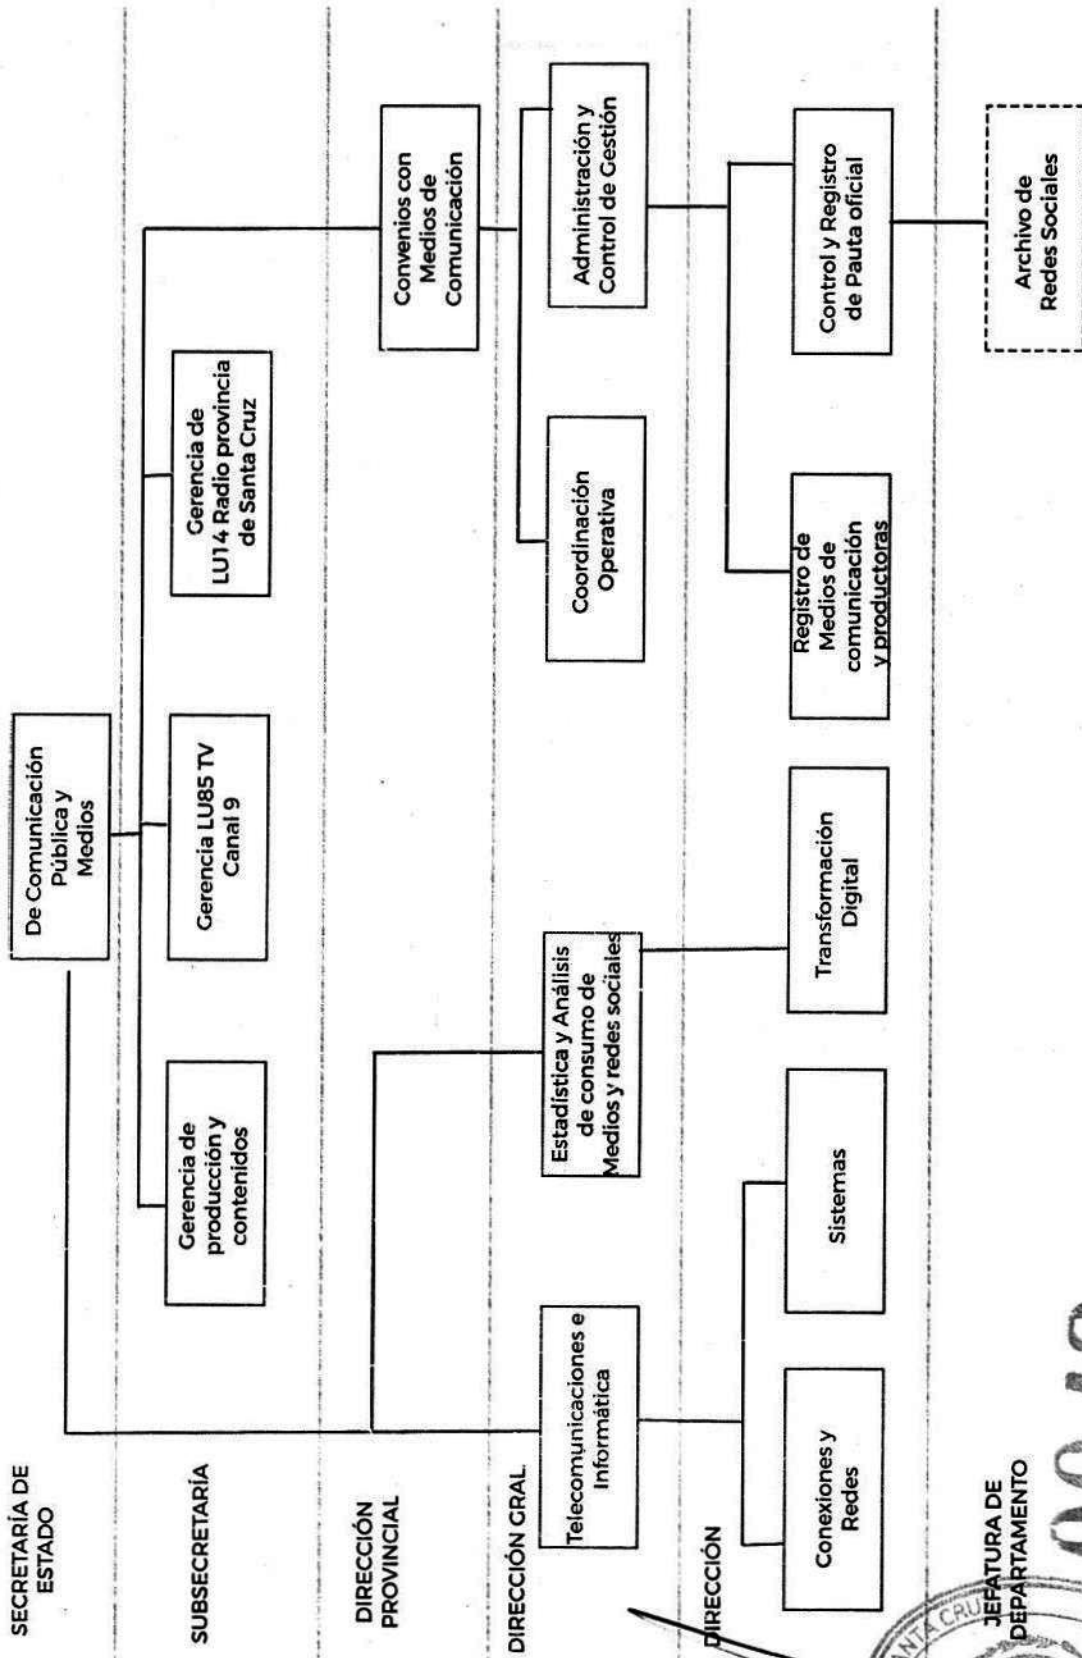 SECRETARÍA DE
ESTADO
De Comunicación
Pública y
Medios
SUBSECRETARÍA
Gerencia de
producción y
contenidos
Gerencia LU85 TV
Canal 9
Gerencia de
LU14 Radio provincia
de Santa Cruz
DIRECCIÓN
PROVINCIAL
Convenios con
Medios de
Comunicación
DIRECCIÓN GRAL.
Telecomunicaciones e
Informática
Estadística y Análisis
de consumo de
Medios y redes sociales
Coordinación
Operativa
Administración y
Control de Gestión
DIRECCIÓN
Conexiones y
Redes
Sistemas
Transformación
Digital
Registro de
Medios de
comunicación
y productoras
Control y Registro
de Pauta oficial
JEFATURA DE
DEPARTAMENTO
Archivo de
Redes Sociales
ANTA CRU